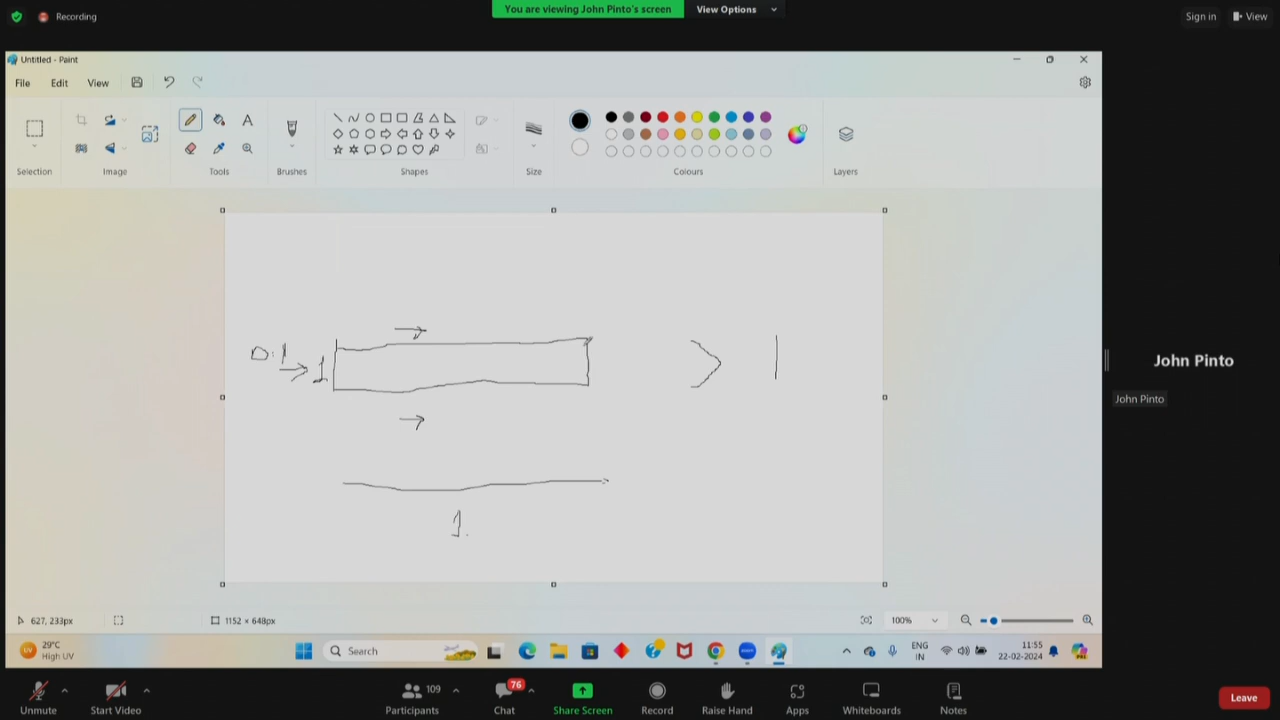 Recording
You are viewing John Pinto's screen
View Options
Sign in
View
Untitled - Paint
File
Edit
View
Selection
Image
Tools
Brushes
Shapes
Size
Colours
Layers
0.1
1
1
1.
John Pinto
John Pinto
627, 233px
1152 × 648px
100%
29°C
High UV
Search
ENG
IN
11:55
22-02-2024
Unmute
Start Video
109
Participants
76
Chat
Share Screen
Record
Raise Hand
Apps
Whiteboards
Notes
Leave